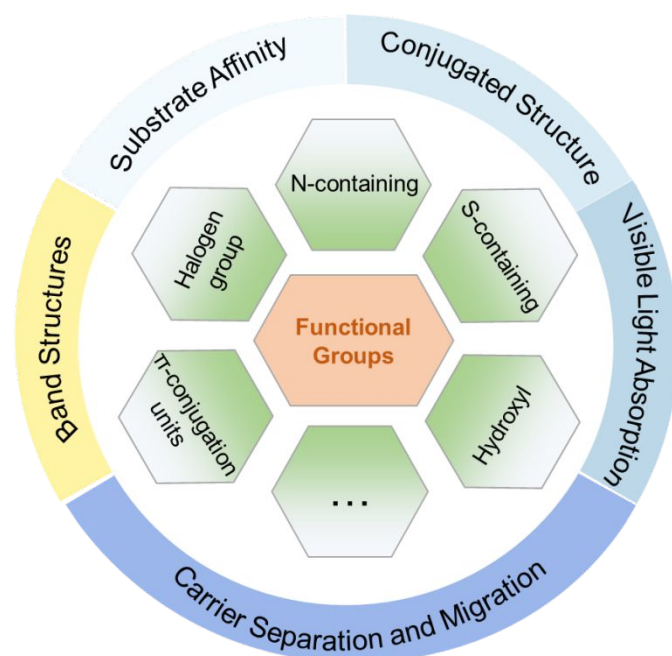 Substrate Affinity
Conjugated Structure
Visible Light Absorption
Carrier Separation and Migration
Band Structures
N-containing
S-containing
Hydroxyl
...
π-conjugation
units
Halogen
group
Functional
Groups